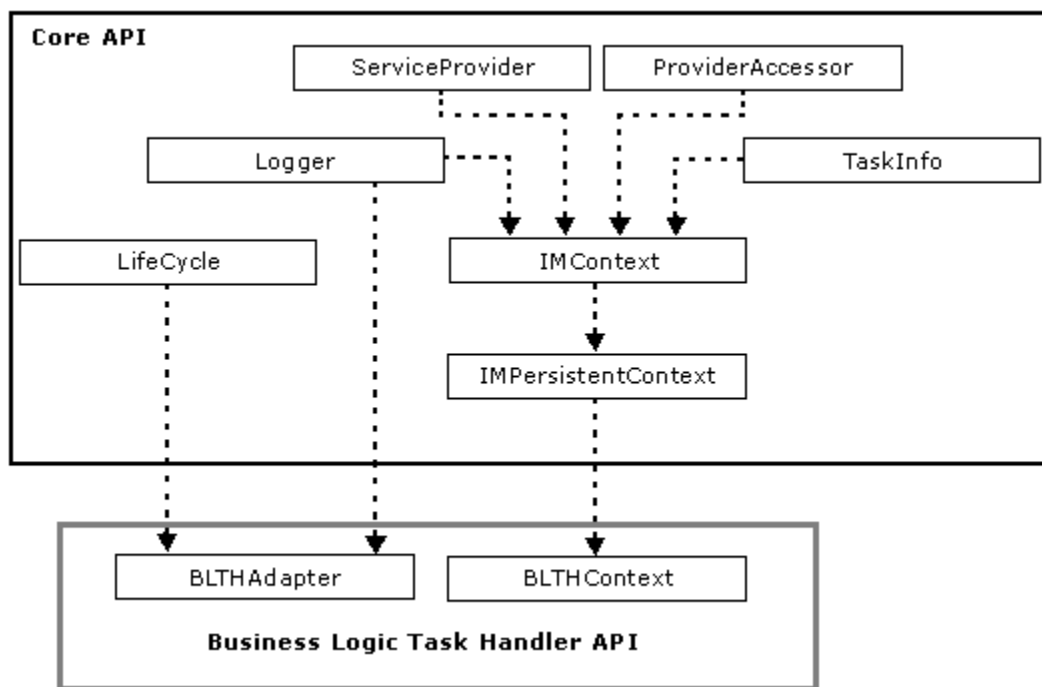 Core API
ServiceProvider
ProviderAccessor
Logger
TaskInfo
LifeCycle
IMContext
IMPersistentContext
BLTHAdapter
BLTHContext
Business Logic Task Handler API